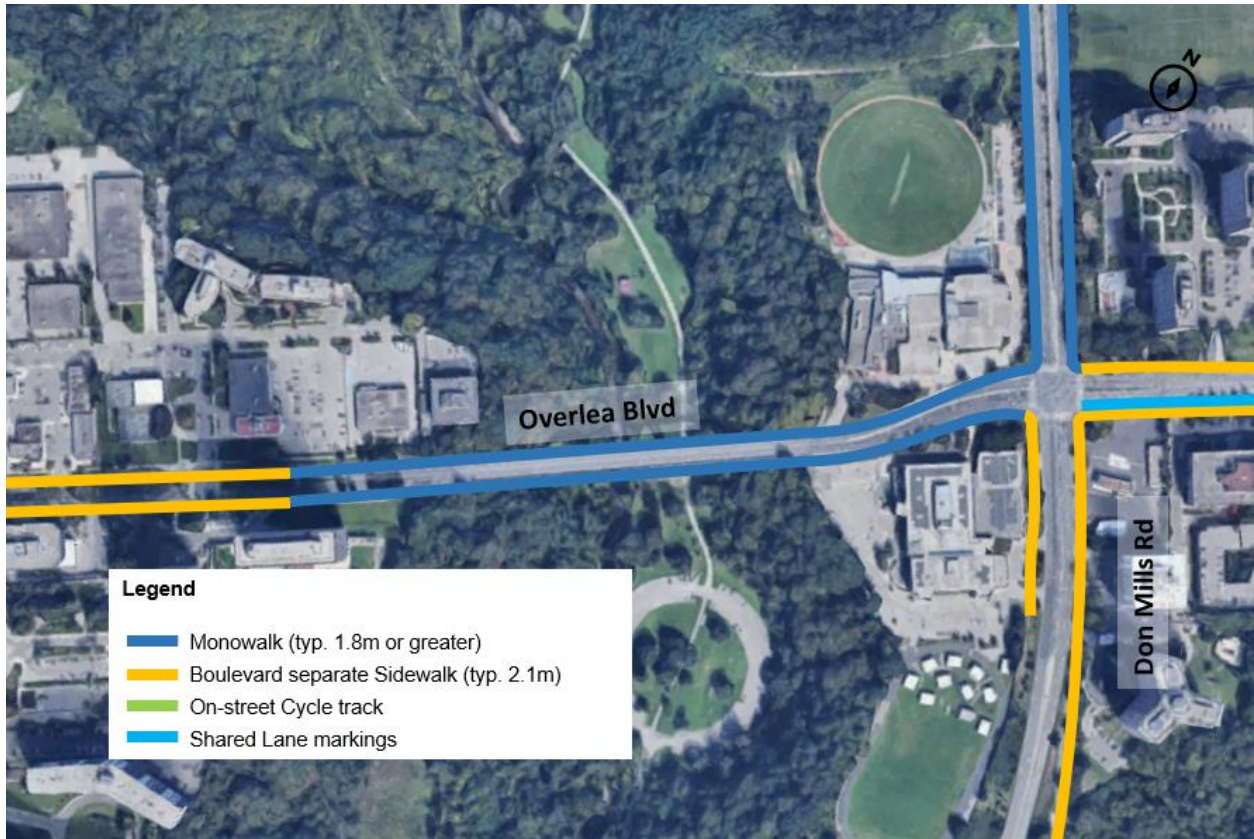 N
Overlea Blvd
Don Mills Rd
Legend
Monowalk (typ. 1.8m or greater)
Boulevard separate Sidewalk (typ. 2.1m)
On-street Cycle track
Shared Lane markings